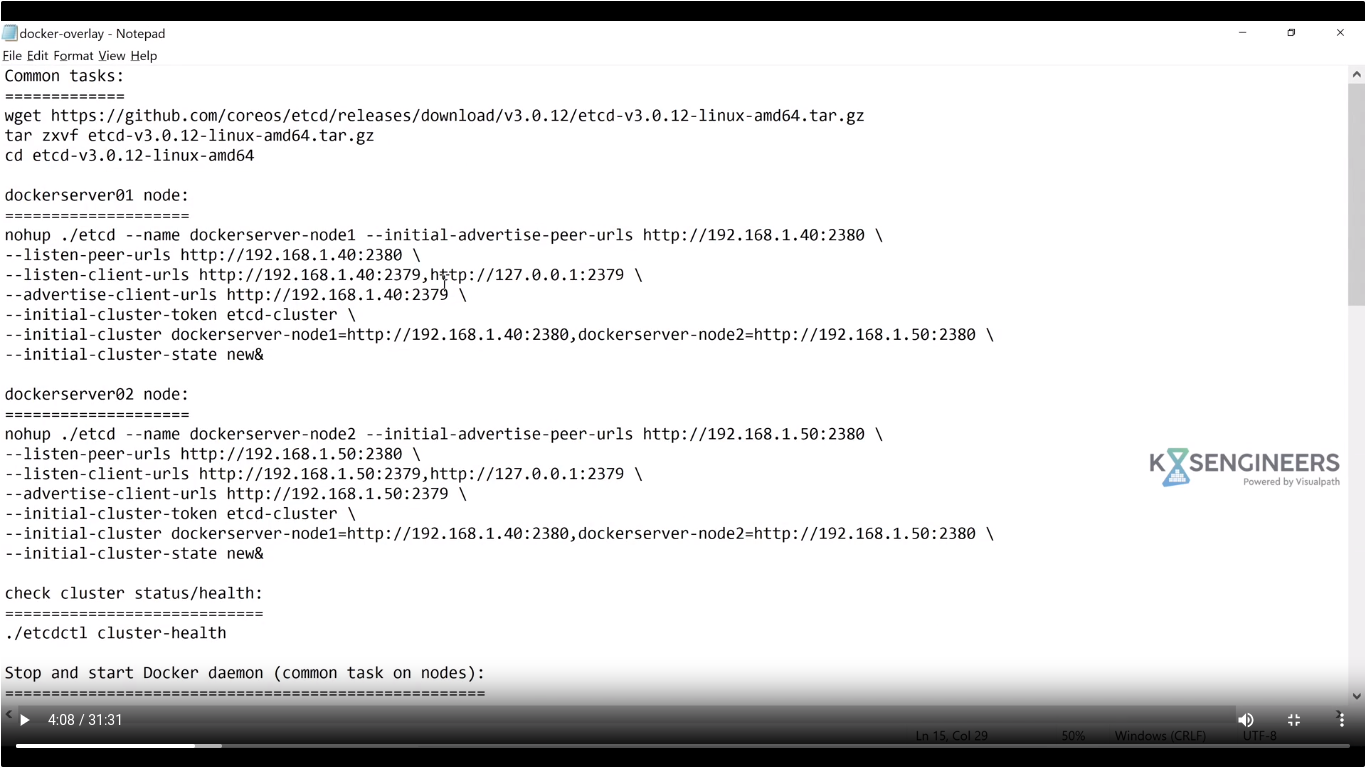 docker-overlay - Notepad
File Edit Format View Help
Common tasks:
=============
wget https://github.com/coreos/etcd/releases/download/v3.0.12/etcd-v3.0.12-linux-amd64.tar.gz
tar zxvf etcd-v3.0.12-linux-amd64.tar.gz
cd etcd-v3.0.12-linux-amd64

dockerserver01 node:
====================
nohup ./etcd --name dockerserver-node1 --initial-advertise-peer-urls http://192.168.1.40:2380 \
--listen-peer-urls http://192.168.1.40:2380 \
--listen-client-urls http://192.168.1.40:2379,http://127.0.0.1:2379 \
--advertise-client-urls http://192.168.1.40:2379 \
--initial-cluster-token etcd-cluster \
--initial-cluster dockerserver-node1=http://192.168.1.40:2380,dockerserver-node2=http://192.168.1.50:2380 \
--initial-cluster-state new&

dockerserver02 node:
====================
nohup ./etcd --name dockerserver-node2 --initial-advertise-peer-urls http://192.168.1.50:2380 \
--listen-peer-urls http://192.168.1.50:2380 \
--listen-client-urls http://192.168.1.50:2379,http://127.0.0.1:2379 \
--advertise-client-urls http://192.168.1.50:2379 \
--initial-cluster-token etcd-cluster \
--initial-cluster dockerserver-node1=http://192.168.1.40:2380,dockerserver-node2=http://192.168.1.50:2380 \
--initial-cluster-state new&

K8SENGINEERS
Powered by Visualpath

check cluster status/health:
============================
./etcdctl cluster-health

Stop and start Docker daemon (common task on nodes):
====================================================
4:08 / 31:31
Ln 15, Col 29 50% Windows (CRLF) UTF-8